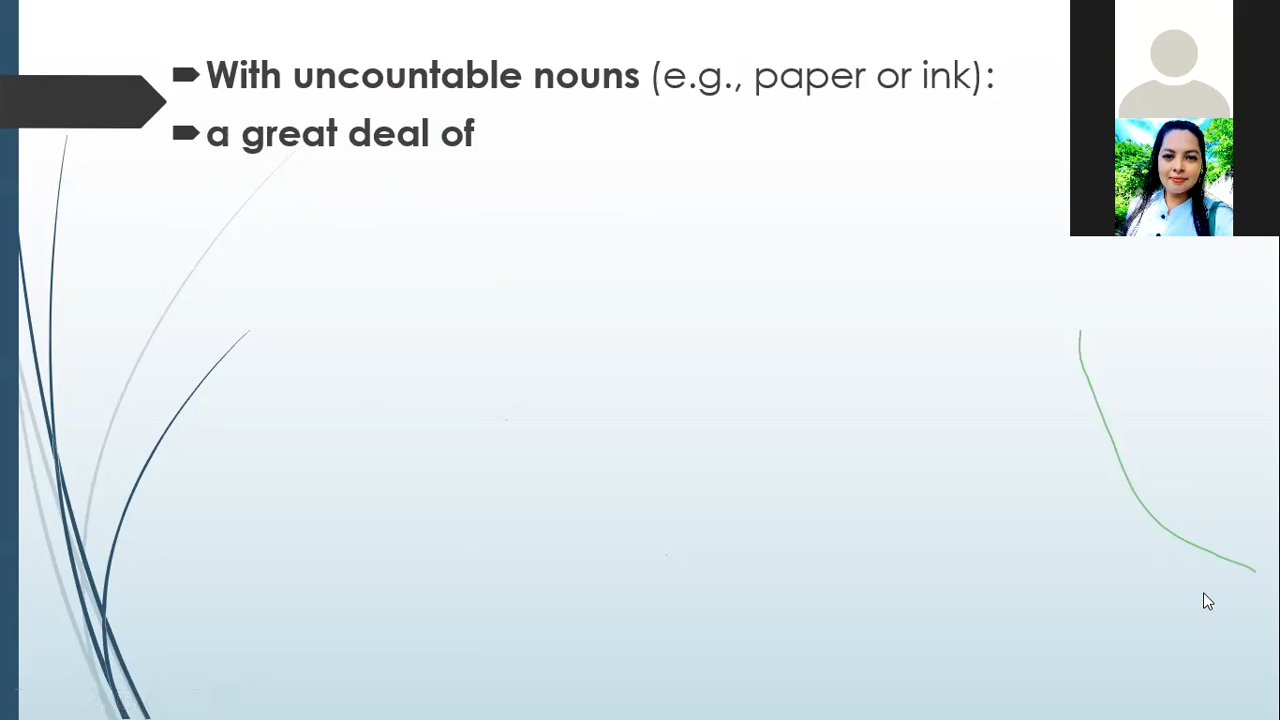 With uncountable nouns (e.g., paper or ink):
a great deal of